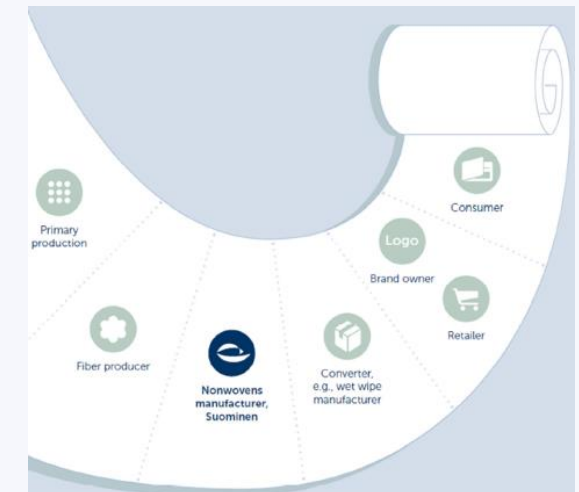 Primary
production
Fiber producer
Nonwovens
manufacturer,
Suominen
Converter,
e.g., wet wipe
manufacturer
Logo
Brand owner
Retailer
Consumer